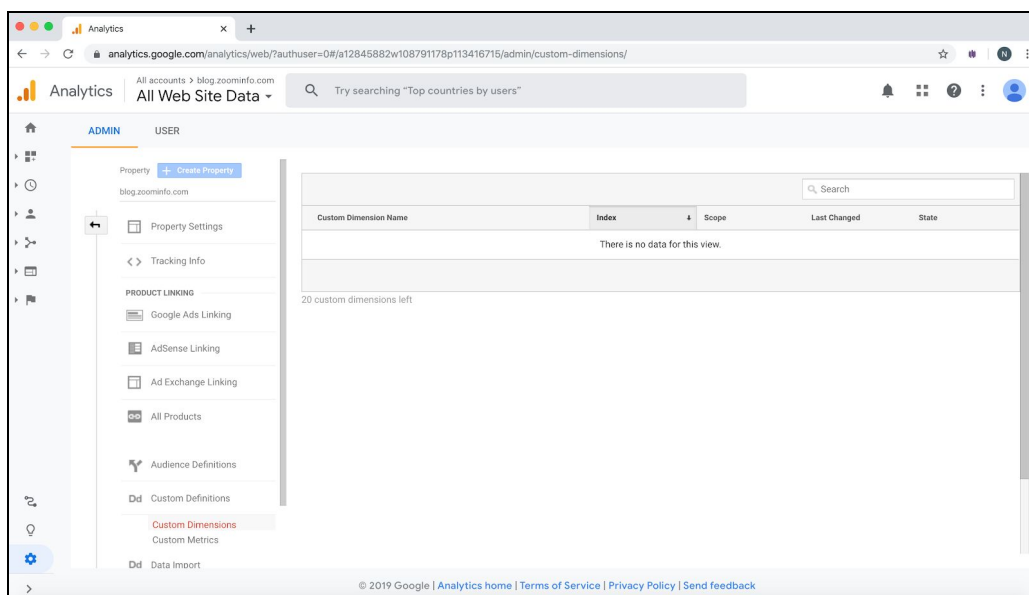 Analytics
analytics.google.com/analytics/web/?authuser=0#/a12845882w108791178p113416715/admin/custom-dimensions/
N
Analytics
All accounts > blog.zoominfo.com
All Web Site Data
Try searching "Top countries by users"
ADMIN USER
Property + Create Property
blog.zoominfo.com
Property Settings
Tracking Info
PRODUCT LINKING
Google Ads Linking
AdSense Linking
Ad Exchange Linking
All Products
Audience Definitions
Dd Custom Definitions
Custom Dimensions
Custom Metrics
Dd Data Import
Search
Custom Dimension Name Index Scope Last Changed State
There is no data for this view.
20 custom dimensions left
© 2019 Google | Analytics home | Terms of Service | Privacy Policy | Send feedback